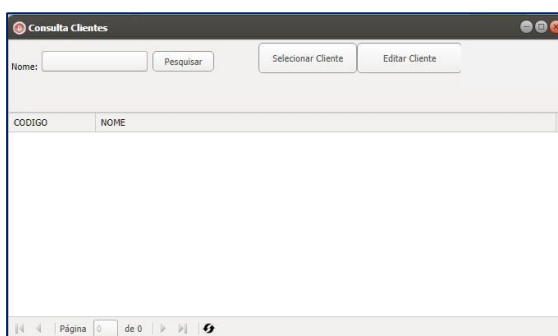 Consulta Clientes
Nome: Pesquisar Selecionar Cliente Editar Cliente
CODIGO NOME
Página 0 de 0